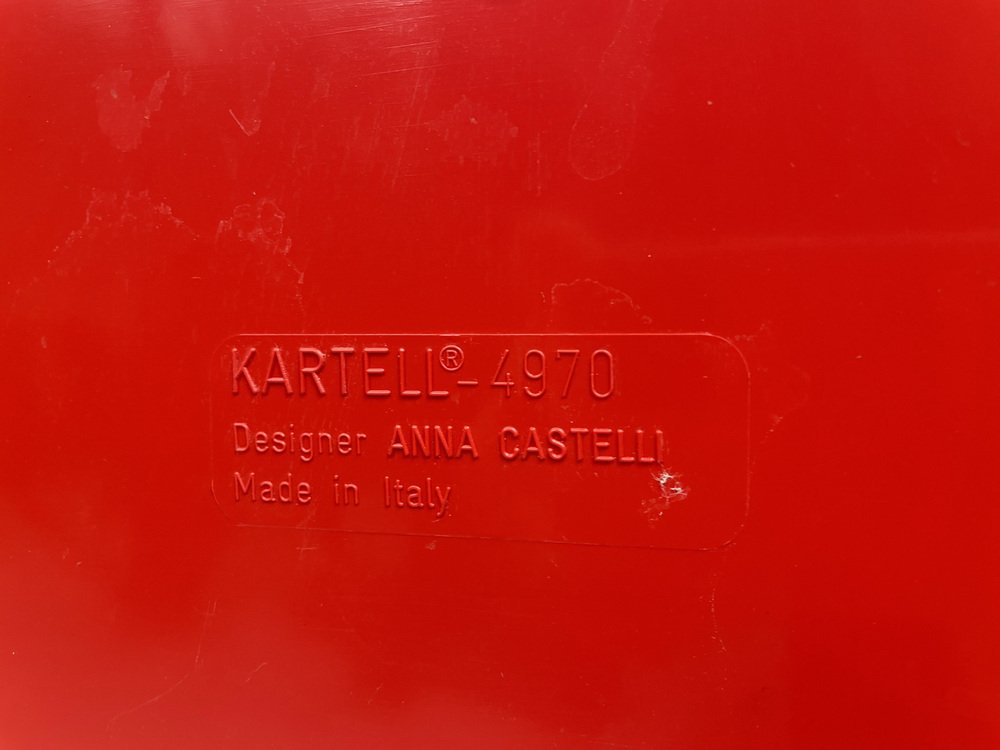 KARTELL®-4970
Designer ANNA CASTELLI
Made in Italy